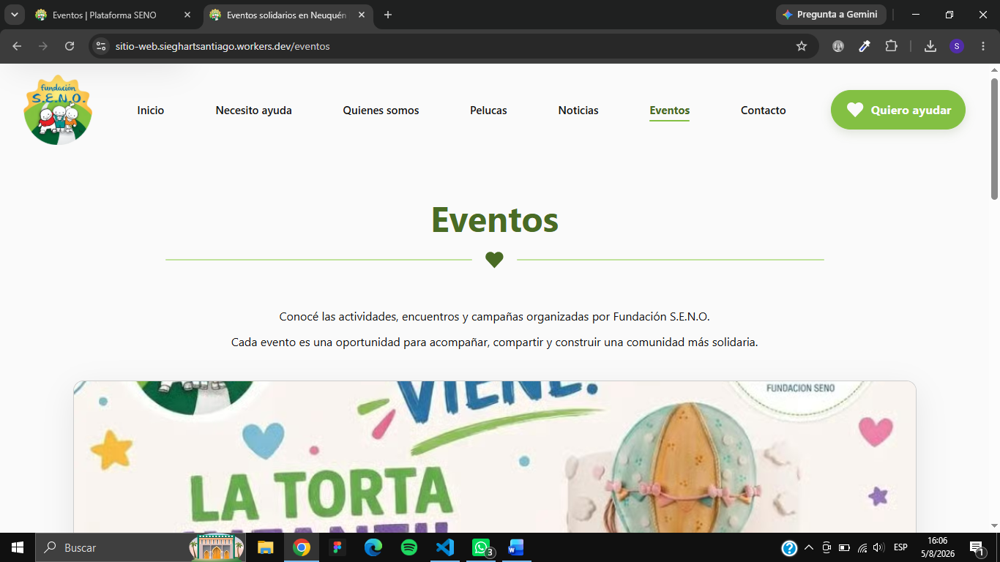 Eventos | Plataforma SENO
Eventos solidarios en Neuquén
Pregunta a Gemini
sitio-web.sieghartsantiago.workers.dev/eventos
S
fundación
S.E.N.O.
Inicio
Necesito ayuda
Quienes somos
Pelucas
Noticias
Eventos
Contacto
Quiero ayudar
Eventos
Conocé las actividades, encuentros y campañas organizadas por Fundación S.E.N.O.
Cada evento es una oportunidad para acompañar, compartir y construir una comunidad más solidaria.
VIENE!
FUNDACION SENO
LA TORTA
INFANTIL
Buscar
3
W
ESP
16:06
5/8/2026
1